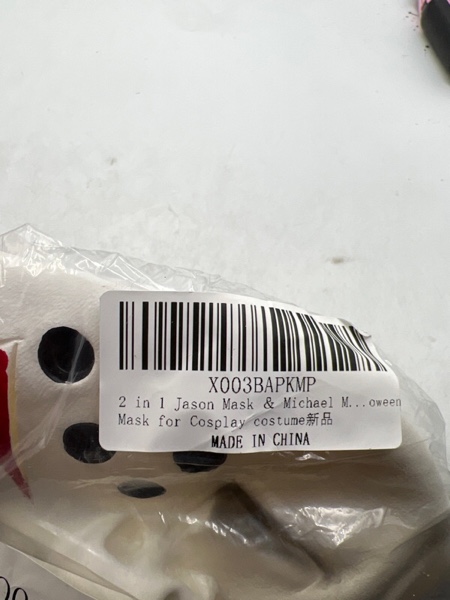 X003BAPKMP
2 in 1 Jason Mask & Michael M...oween
Mask for Cosplay costume新品
MADE IN CHINA